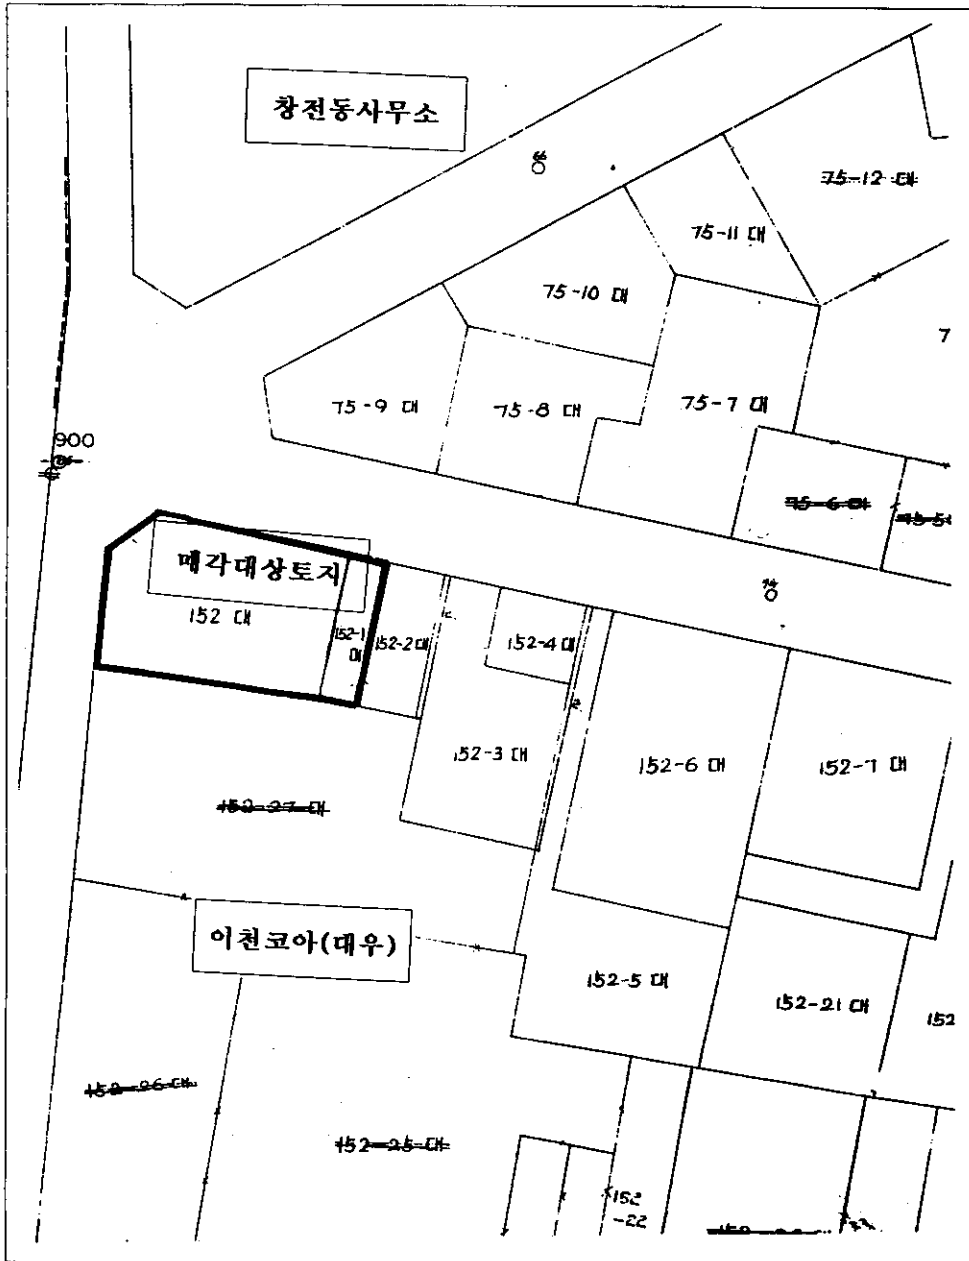 창전동사무소
75-12 대
75-11 대
75-10 대
7
75-9 대
75-8 대
75-7 대
900
75-6 대
매각대상토지
152 대
152-1
대
152-2 대
152-4 대
152-3 대
152-6 대
152-7 대
152-27 대
이천코아(대우)
152-5 대
152-21 대
152
152-26 대
152-25 대
152
-22